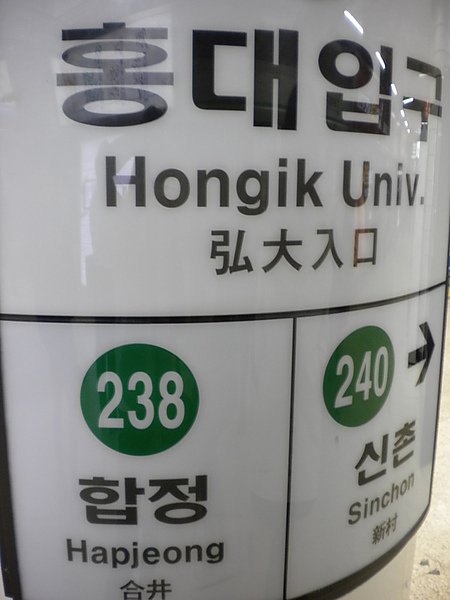 홍대입구
Hongik Univ.
弘大入口
238
합정
Hapjeong
合井
240
신촌
Sinchon
新村